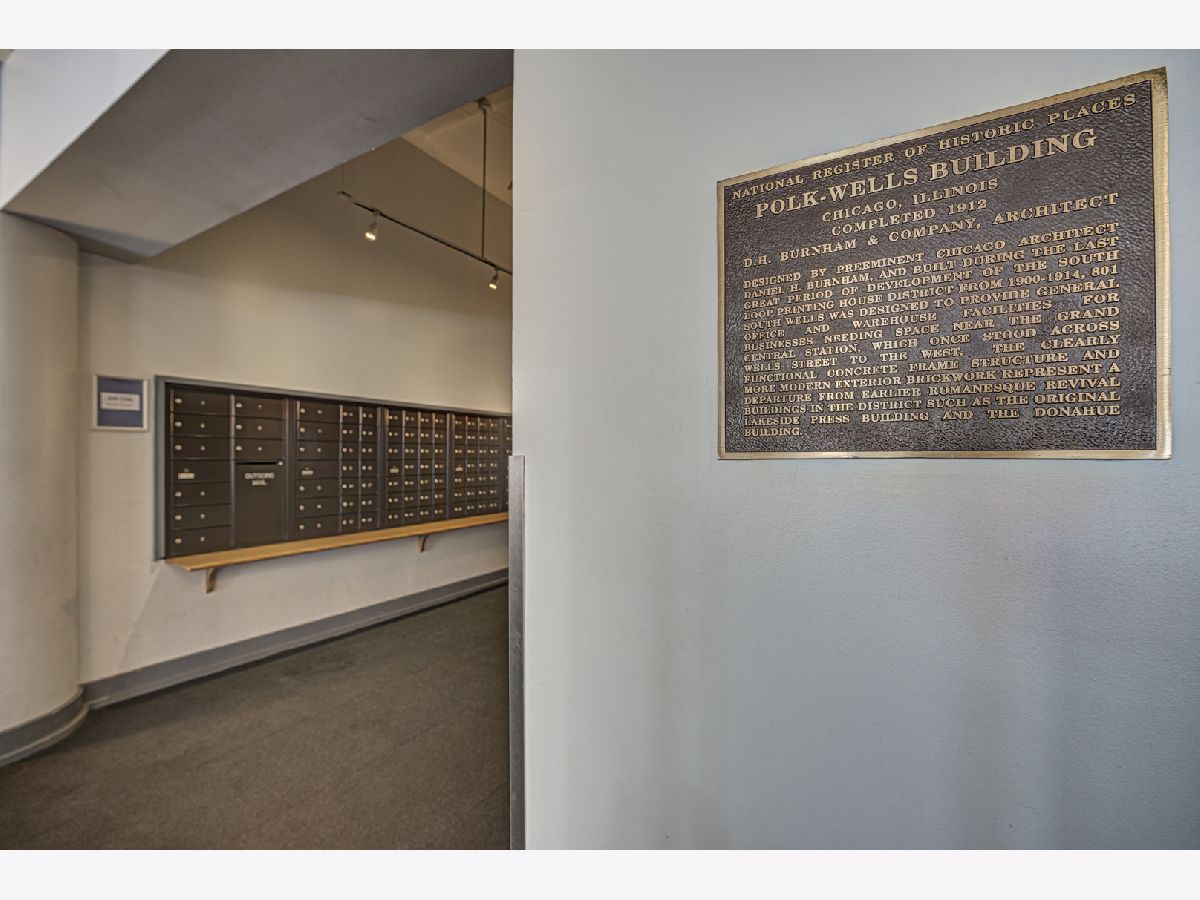 NATIONAL REGISTER OF HISTORIC PLACES
POLK-WELLS BUILDING
CHICAGO, ILLINOIS
COMPLETED 1912
D.H. BURNHAM & COMPANY, ARCHITECT
DESIGNED BY PREEMINENT CHICAGO ARCHITECT
DANIEL H. BURNHAM, AND BUILT DURING THE LAST
GREAT PERIOD OF DEVELOPMENT OF THE SOUTH
LOOP PRINTING HOUSE DISTRICT FROM 1900-1914, 801
SOUTH WELLS WAS DESIGNED TO PROVIDE GENERAL
OFFICE AND WAREHOUSE FACILITIES FOR
BUSINESSES NEEDING SPACE NEAR THE GRAND
CENTRAL STATION, WHICH ONCE STOOD ACROSS
WELLS STREET TO THE WEST. THE CLEARLY
FUNCTIONAL CONCRETE FRAME STRUCTURE AND
MORE MODERN EXTERIOR BRICKWORK REPRESENT A
DEPARTURE FROM EARLIER RUMANESQUE REVIVAL
BUILDINGS IN THE DISTRICT SUCH AS THE ORIGINAL
LAKESIDE PRESS BUILDING AND THE DONAHUE
BUILDING.
OUTGOING
MAIL